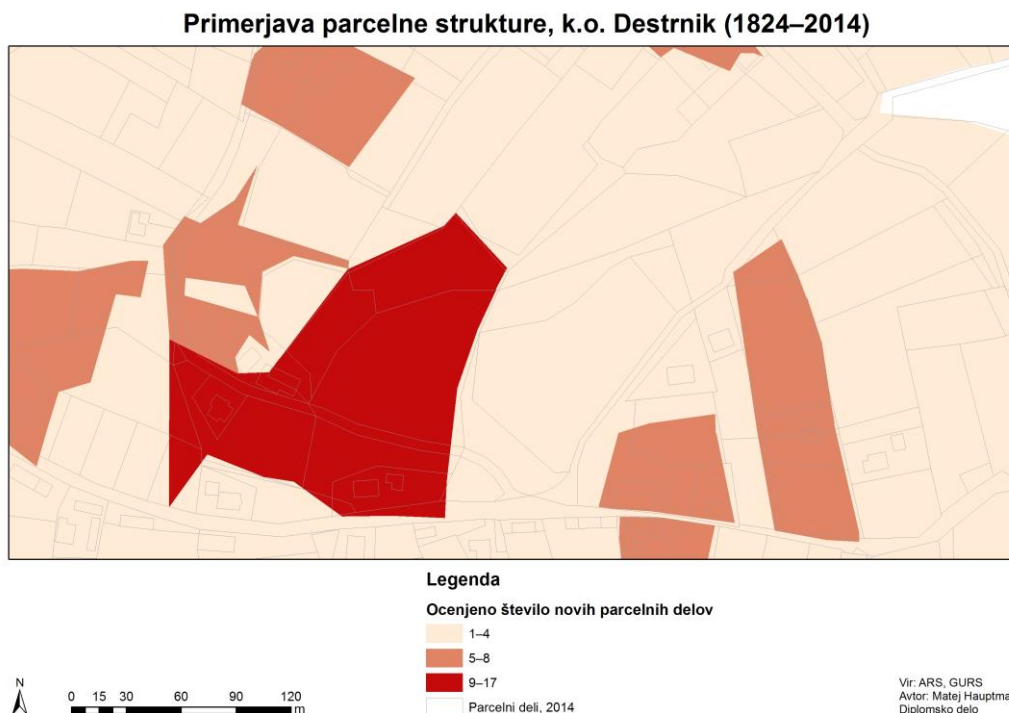 Primerjava parcelne strukture, k.o. Destrnik (1824–2014)
Legenda
Ocenjeno število novih parcelnih delov
1–4
5–8
9–17
Parcelni deli, 2014
N
0 15 30 60 90 120
m
Vir: ARS, GURS
Avtor: Matej Hauptma
Diplomsko delo